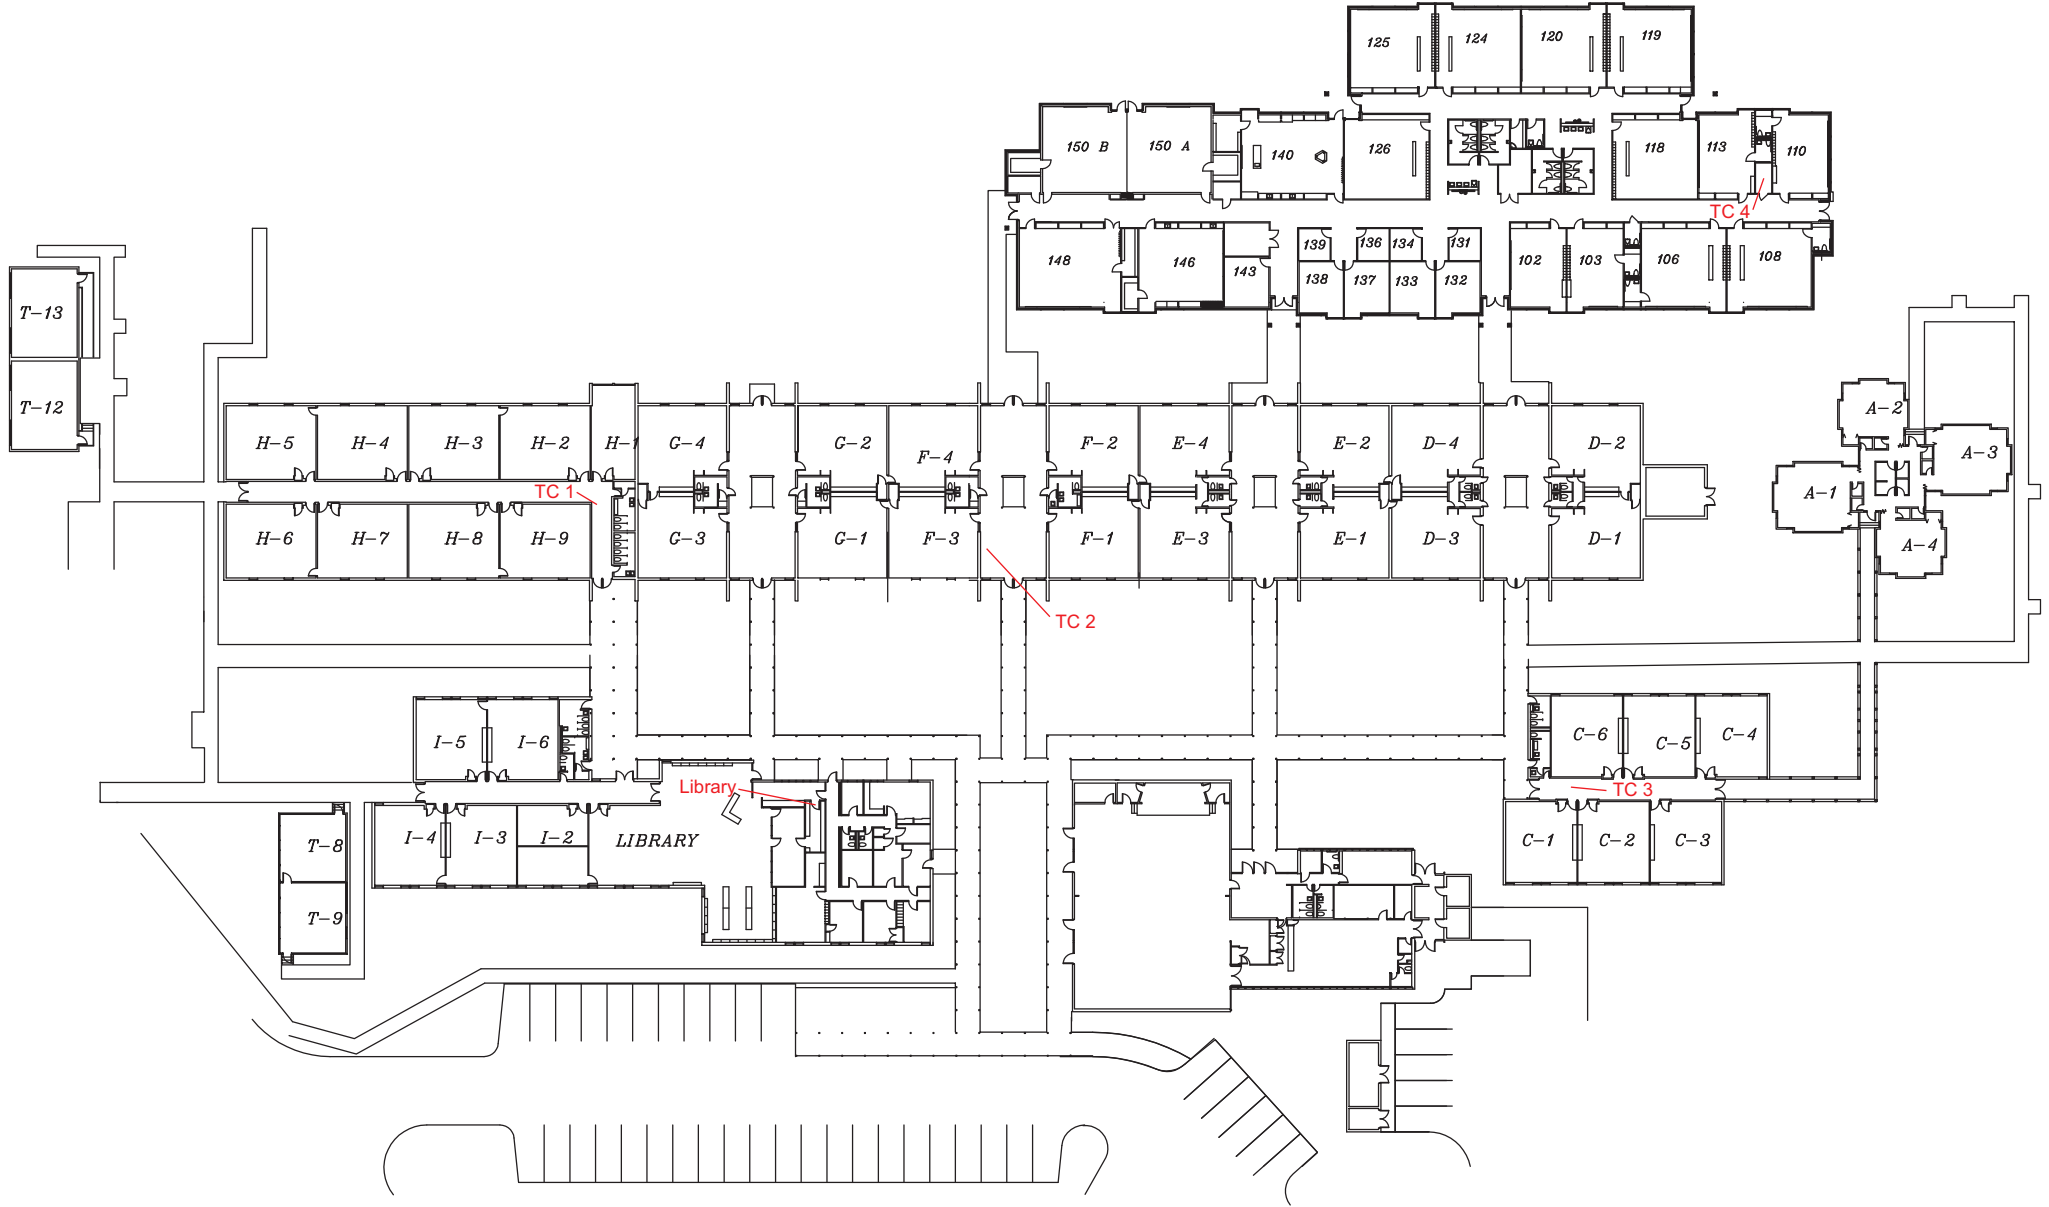 125
124
120
119
150 B
150 A
140
126
118
113
110
TC 4
139
136
134
131
148
146
143
138
137
133
132
102
103
106
108
T-13
T-12
H-5
H-4
H-3
H-2
H-1
G-4
G-2
F-4
F-2
E-4
E-2
D-4
D-2
A-2
A-3
A-1
A-4
TC 1
H-6
H-7
H-8
H-9
G-3
G-1
F-3
F-1
E-3
E-1
D-3
D-1
TC 2
I-5
I-6
C-6
C-5
C-4
Library
TC 3
T-8
I-4
I-3
I-2
LIBRARY
C-1
C-2
C-3
T-9